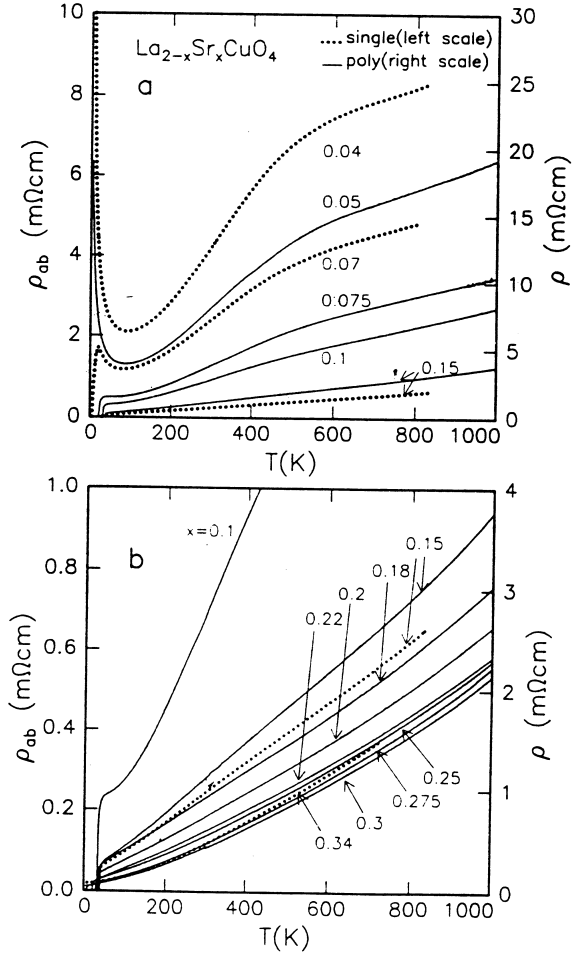 La2−xSrxCuO4
a
single(left scale)
poly(right scale)
10
8
6
4
2
0
ρab (mΩcm)
30
25
20
15
10
5
0
ρ (mΩcm)
0.04
0.05
0.07
0.075
0.1
0.15
0 200 400 600 800 1000
T(K)
b
1.0
0.8
0.6
0.4
0.2
0.0
ρab (mΩcm)
4
3
2
1
0
ρ (mΩcm)
x=0.1
0.15
0.18
0.2
0.22
0.25
0.275
0.3
0.34
0 200 400 600 800 1000
T(K)